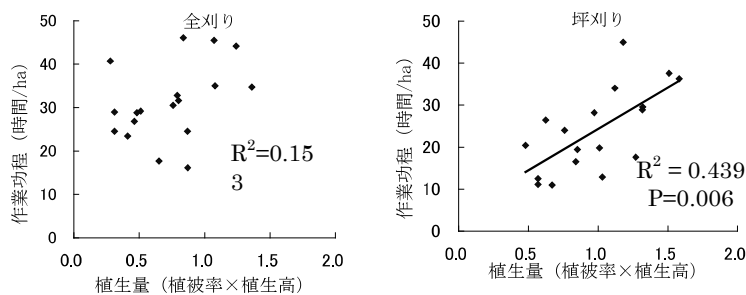 全刈り
50
40
30
20
10
0
作業功程（時間/ha）
R²=0.15
3
0.0 0.5 1.0 1.5 2.0
植生量（植被率×植生高）
坪刈り
50
40
30
20
10
0
作業功程（時間/ha）
R² = 0.439
P=0.006
0.0 0.5 1.0 1.5 2.0
植生量（植被率×植生高）